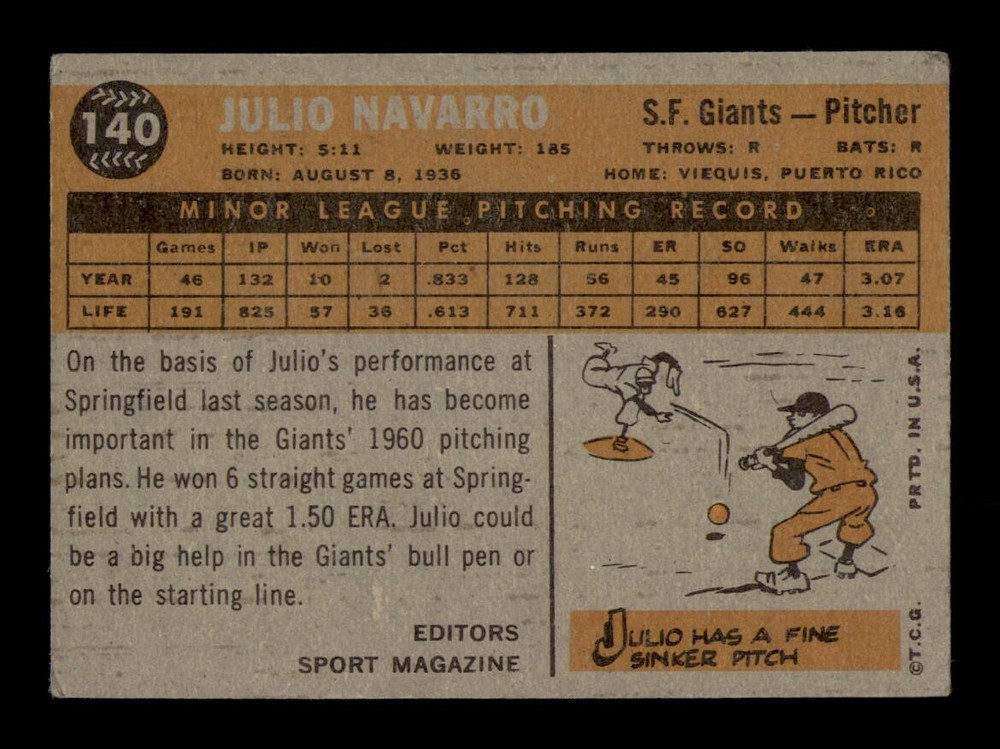 140
JULIO NAVARRO
S.F. Giants — Pitcher
HEIGHT: 5:11 WEIGHT: 185 THROWS: R BATS: R
BORN: AUGUST 8, 1936 HOME: VIEQUIS, PUERTO RICO
MINOR LEAGUE PITCHING RECORD
Games IP Won Lost Pct Hits Runs ER SO Walks ERA
YEAR 46 132 10 2 .833 128 56 45 96 47 3.07
LIFE 191 825 57 36 .613 711 372 290 627 444 3.16
On the basis of Julio's performance at
Springfield last season, he has become
important in the Giants' 1960 pitching
plans. He won 6 straight games at Spring-
field with a great 1.50 ERA. Julio could
be a big help in the Giants' bull pen or
on the starting line.
EDITORS
SPORT MAGAZINE
JULIO HAS A FINE
SINKER PITCH
PRTD. IN U.S.A.
©T.C.G.